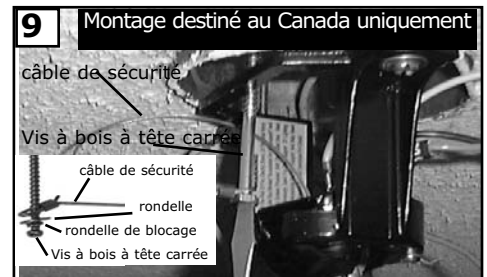 9
Montage destiné au Canada uniquement
câble de sécurité
Vis à bois à tête carrée
câble de sécurité
rondelle
rondelle de blocage
Vis à bois à tête carrée